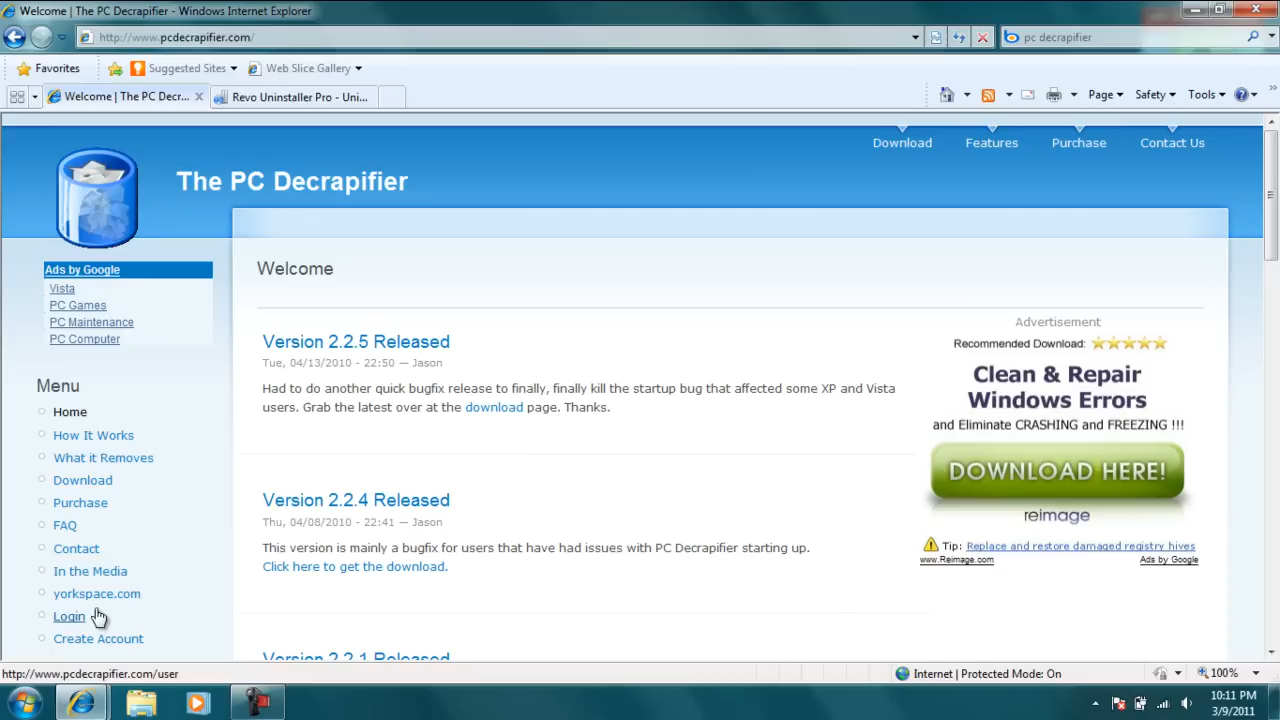 Welcome | The PC Decrapifier - Windows Internet Explorer
http://www.pcdecrapifier.com/
pc decrapifier
Favorites
Suggested Sites
Web Slice Gallery
Welcome | The PC Decr...
Revo Uninstaller Pro - Uni...
Page
Safety
Tools
Download
Features
Purchase
Contact Us
The PC Decrapifier
Ads by Google
Vista
PC Games
PC Maintenance
PC Computer
Menu
Home
How It Works
What it Removes
Download
Purchase
FAQ
Contact
In the Media
yorkspace.com
Login
Create Account
Welcome
Version 2.2.5 Released
Tue, 04/13/2010 - 22:50 — Jason
Had to do another quick bugfix release to finally, finally kill the startup bug that affected some XP and Vista
users. Grab the latest over at the download page. Thanks.
Version 2.2.4 Released
Thu, 04/08/2010 - 22:41 — Jason
This version is mainly a bugfix for users that have had issues with PC Decrapifier starting up.
Click here to get the download.
Version 2.2.1 Released
Advertisement
Recommended Download:
Clean & Repair
Windows Errors
and Eliminate CRASHING and FREEZING !!!
DOWNLOAD HERE!
reimage
Tip: Replace and restore damaged registry hives
www.Reimage.com
Ads by Google
http://www.pcdecrapifier.com/user
Internet | Protected Mode: On
100%
10:11 PM
3/9/2011